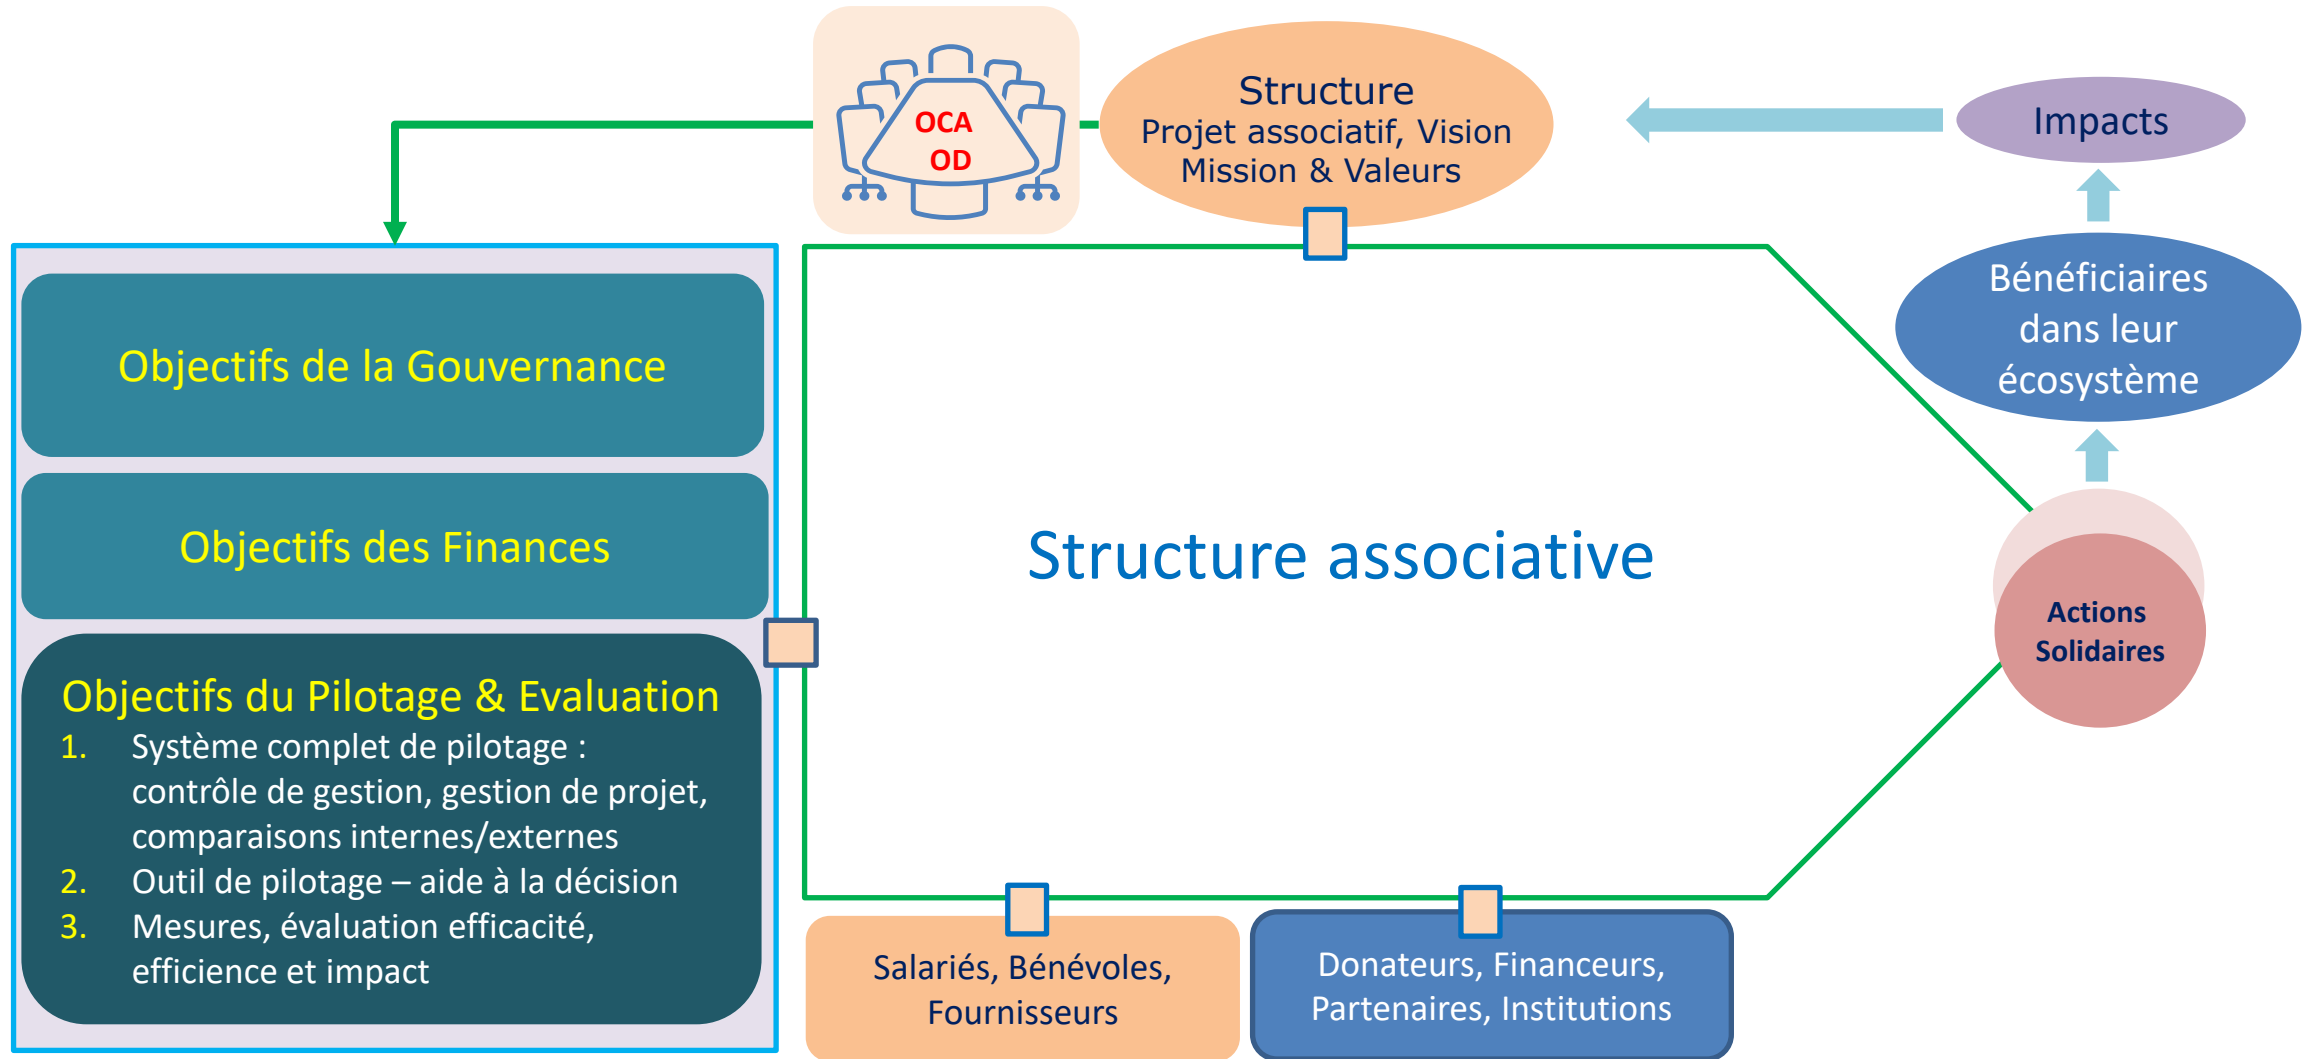 OCA
OD
Structure
Projet associatif, Vision
Mission & Valeurs
Impacts
Bénéficiaires
dans leur
écosystème
Objectifs de la Gouvernance
Objectifs des Finances
Objectifs du Pilotage & Evaluation
1. Système complet de pilotage :
contrôle de gestion, gestion de projet,
comparaisons internes/externes
2. Outil de pilotage – aide à la décision
3. Mesures, évaluation efficacité,
efficience et impact
Structure associative
Actions
Solidaires
Salariés, Bénévoles,
Fournisseurs
Donateurs, Financeurs,
Partenaires, Institutions